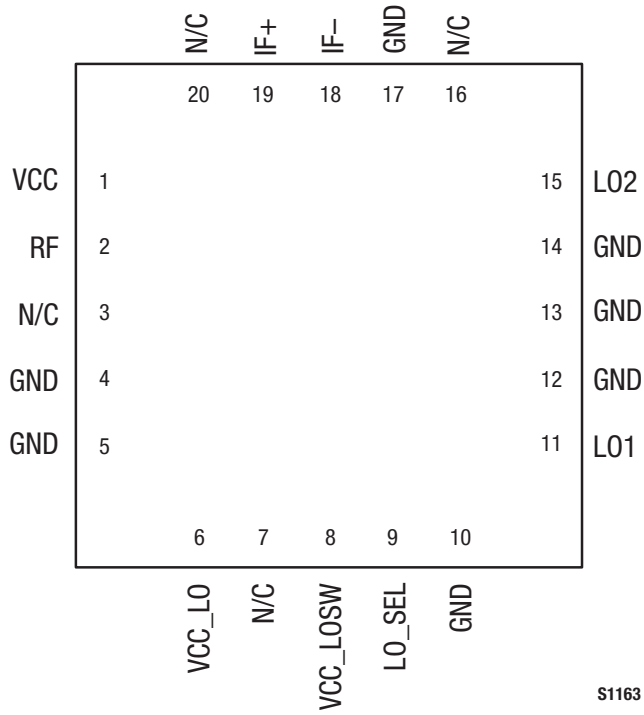 N/C IF+ IF– GND N/C
20 19 18 17 16
VCC 1 15 LO2
RF 2 14 GND
N/C 3 13 GND
GND 4 12 GND
GND 5 11 LO1
6 7 8 9 10
VCC_LO N/C VCC_LOSW LO_SEL GND
S1163